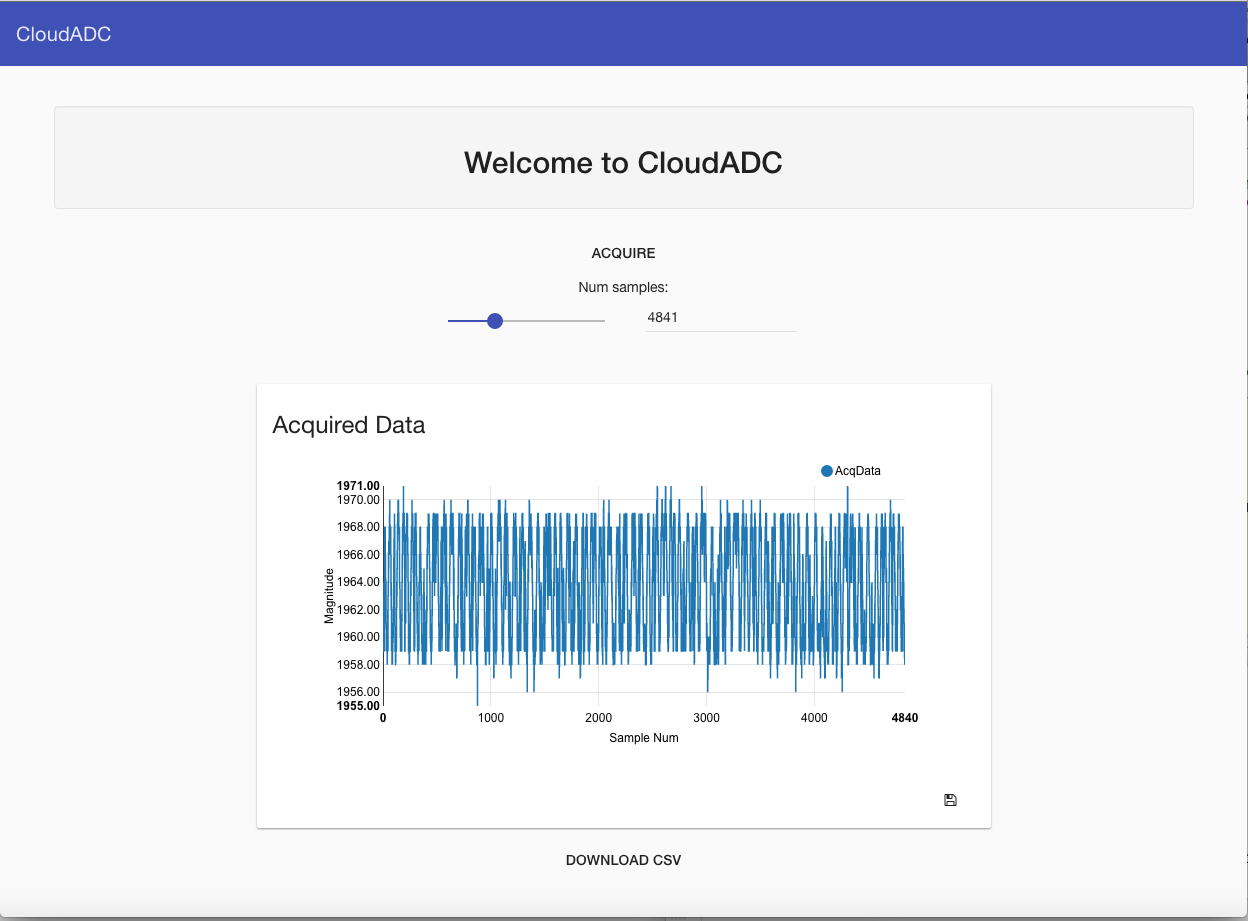 CloudADC
Welcome to CloudADC
ACQUIRE
Num samples:
4841
Acquired Data
AcqData
1971.00
1970.00
1968.00
1966.00
1964.00
1962.00
1960.00
1958.00
1956.00
1955.00
Magnitude
0 1000 2000 3000 4000 4840
Sample Num
DOWNLOAD CSV